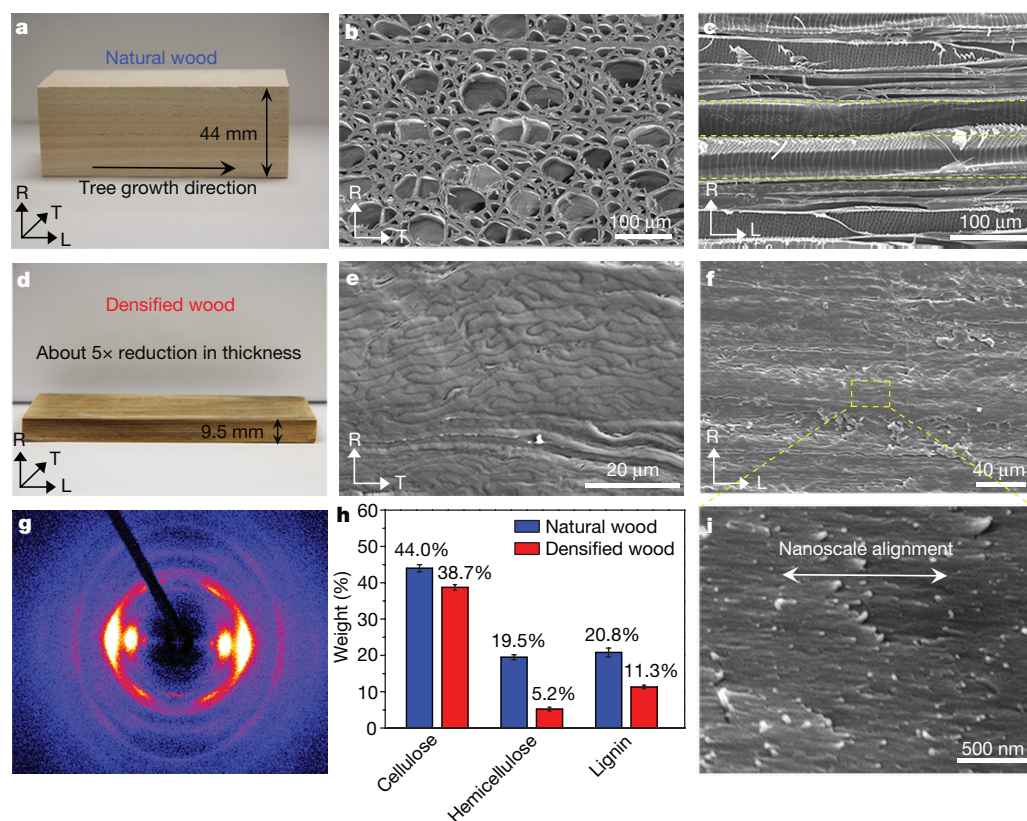 a
Natural wood
44 mm
Tree growth direction
R
T
L
b
R
T
100 μm
c
R
L
100 μm
d
Densified wood
About 5× reduction in thickness
9.5 mm
R
T
L
e
R
T
20 μm
f
R
L
40 μm
g
h
60
50
40
30
20
10
0
Weight (%)
Natural wood
Densified wood
44.0%
38.7%
19.5%
5.2%
20.8%
11.3%
Cellulose
Hemicellulose
Lignin
i
Nanoscale alignment
500 nm